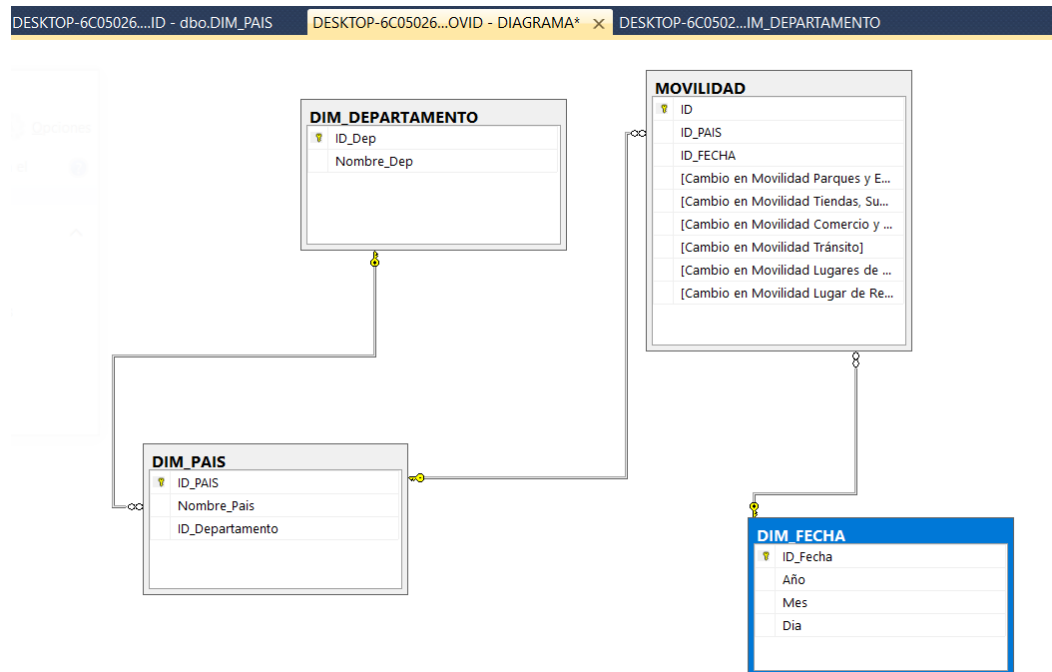 DESKTOP-6C05026....ID - dbo.DIM_PAIS
DESKTOP-6C05026...OVID - DIAGRAMA*
DESKTOP-6C0502...IM_DEPARTAMENTO
Opciones
DIM_DEPARTAMENTO
ID_Dep
Nombre_Dep
MOVILIDAD
ID
ID_PAIS
ID_FECHA
[Cambio en Movilidad Parques y E...
[Cambio en Movilidad Tiendas, Su...
[Cambio en Movilidad Comercio y ...
[Cambio en Movilidad Tránsito]
[Cambio en Movilidad Lugares de ...
[Cambio en Movilidad Lugar de Re...
DIM_PAIS
ID_PAIS
Nombre_Pais
ID_Departamento
DIM_FECHA
ID_Fecha
Año
Mes
Dia